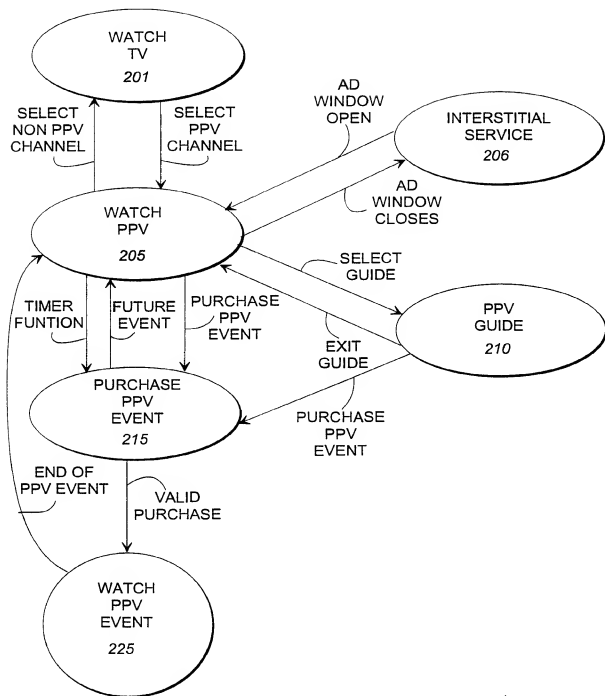 WATCH
TV
201
SELECT
NON PPV
CHANNEL
SELECT
PPV
CHANNEL
AD
WINDOW
OPEN
INTERSTITIAL
SERVICE
206
WATCH
PPV
205
AD
WINDOW
CLOSES
SELECT
GUIDE
TIMER
FUNTION
FUTURE
EVENT
PURCHASE
PPV
EVENT
EXIT
GUIDE
PPV
GUIDE
210
PURCHASE
PPV
EVENT
215
PURCHASE
PPV
EVENT
END OF
PPV EVENT
VALID
PURCHASE
WATCH
PPV
EVENT
225